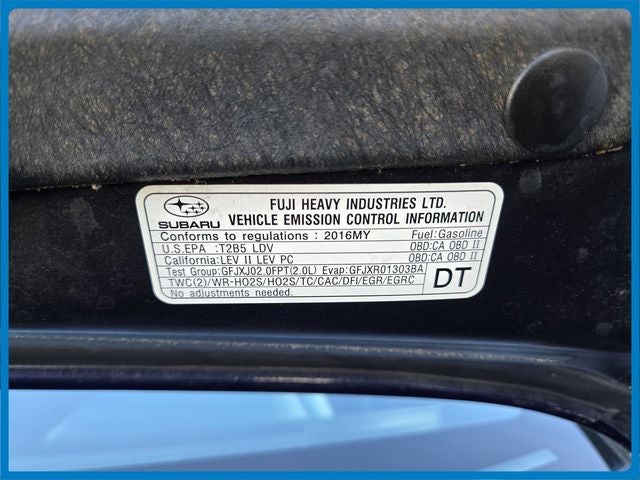 SUBARU
FUJI HEAVY INDUSTRIES LTD.
VEHICLE EMISSION CONTROL INFORMATION
Conforms to regulations : 2016MY Fuel:Gasoline
U.S.EPA :T2B5 LDV OBD:CA OBD II
California:LEV II LEV PC OBD:CA OBD II
Test Group:GFJXJ02.0FPT(2.0L) Evap:GFJXR01303BA
TWC(2)/WR-HO2S/HO2S/TC/CAC/DFI/EGR/EGRC
No adjustments needed.
DT